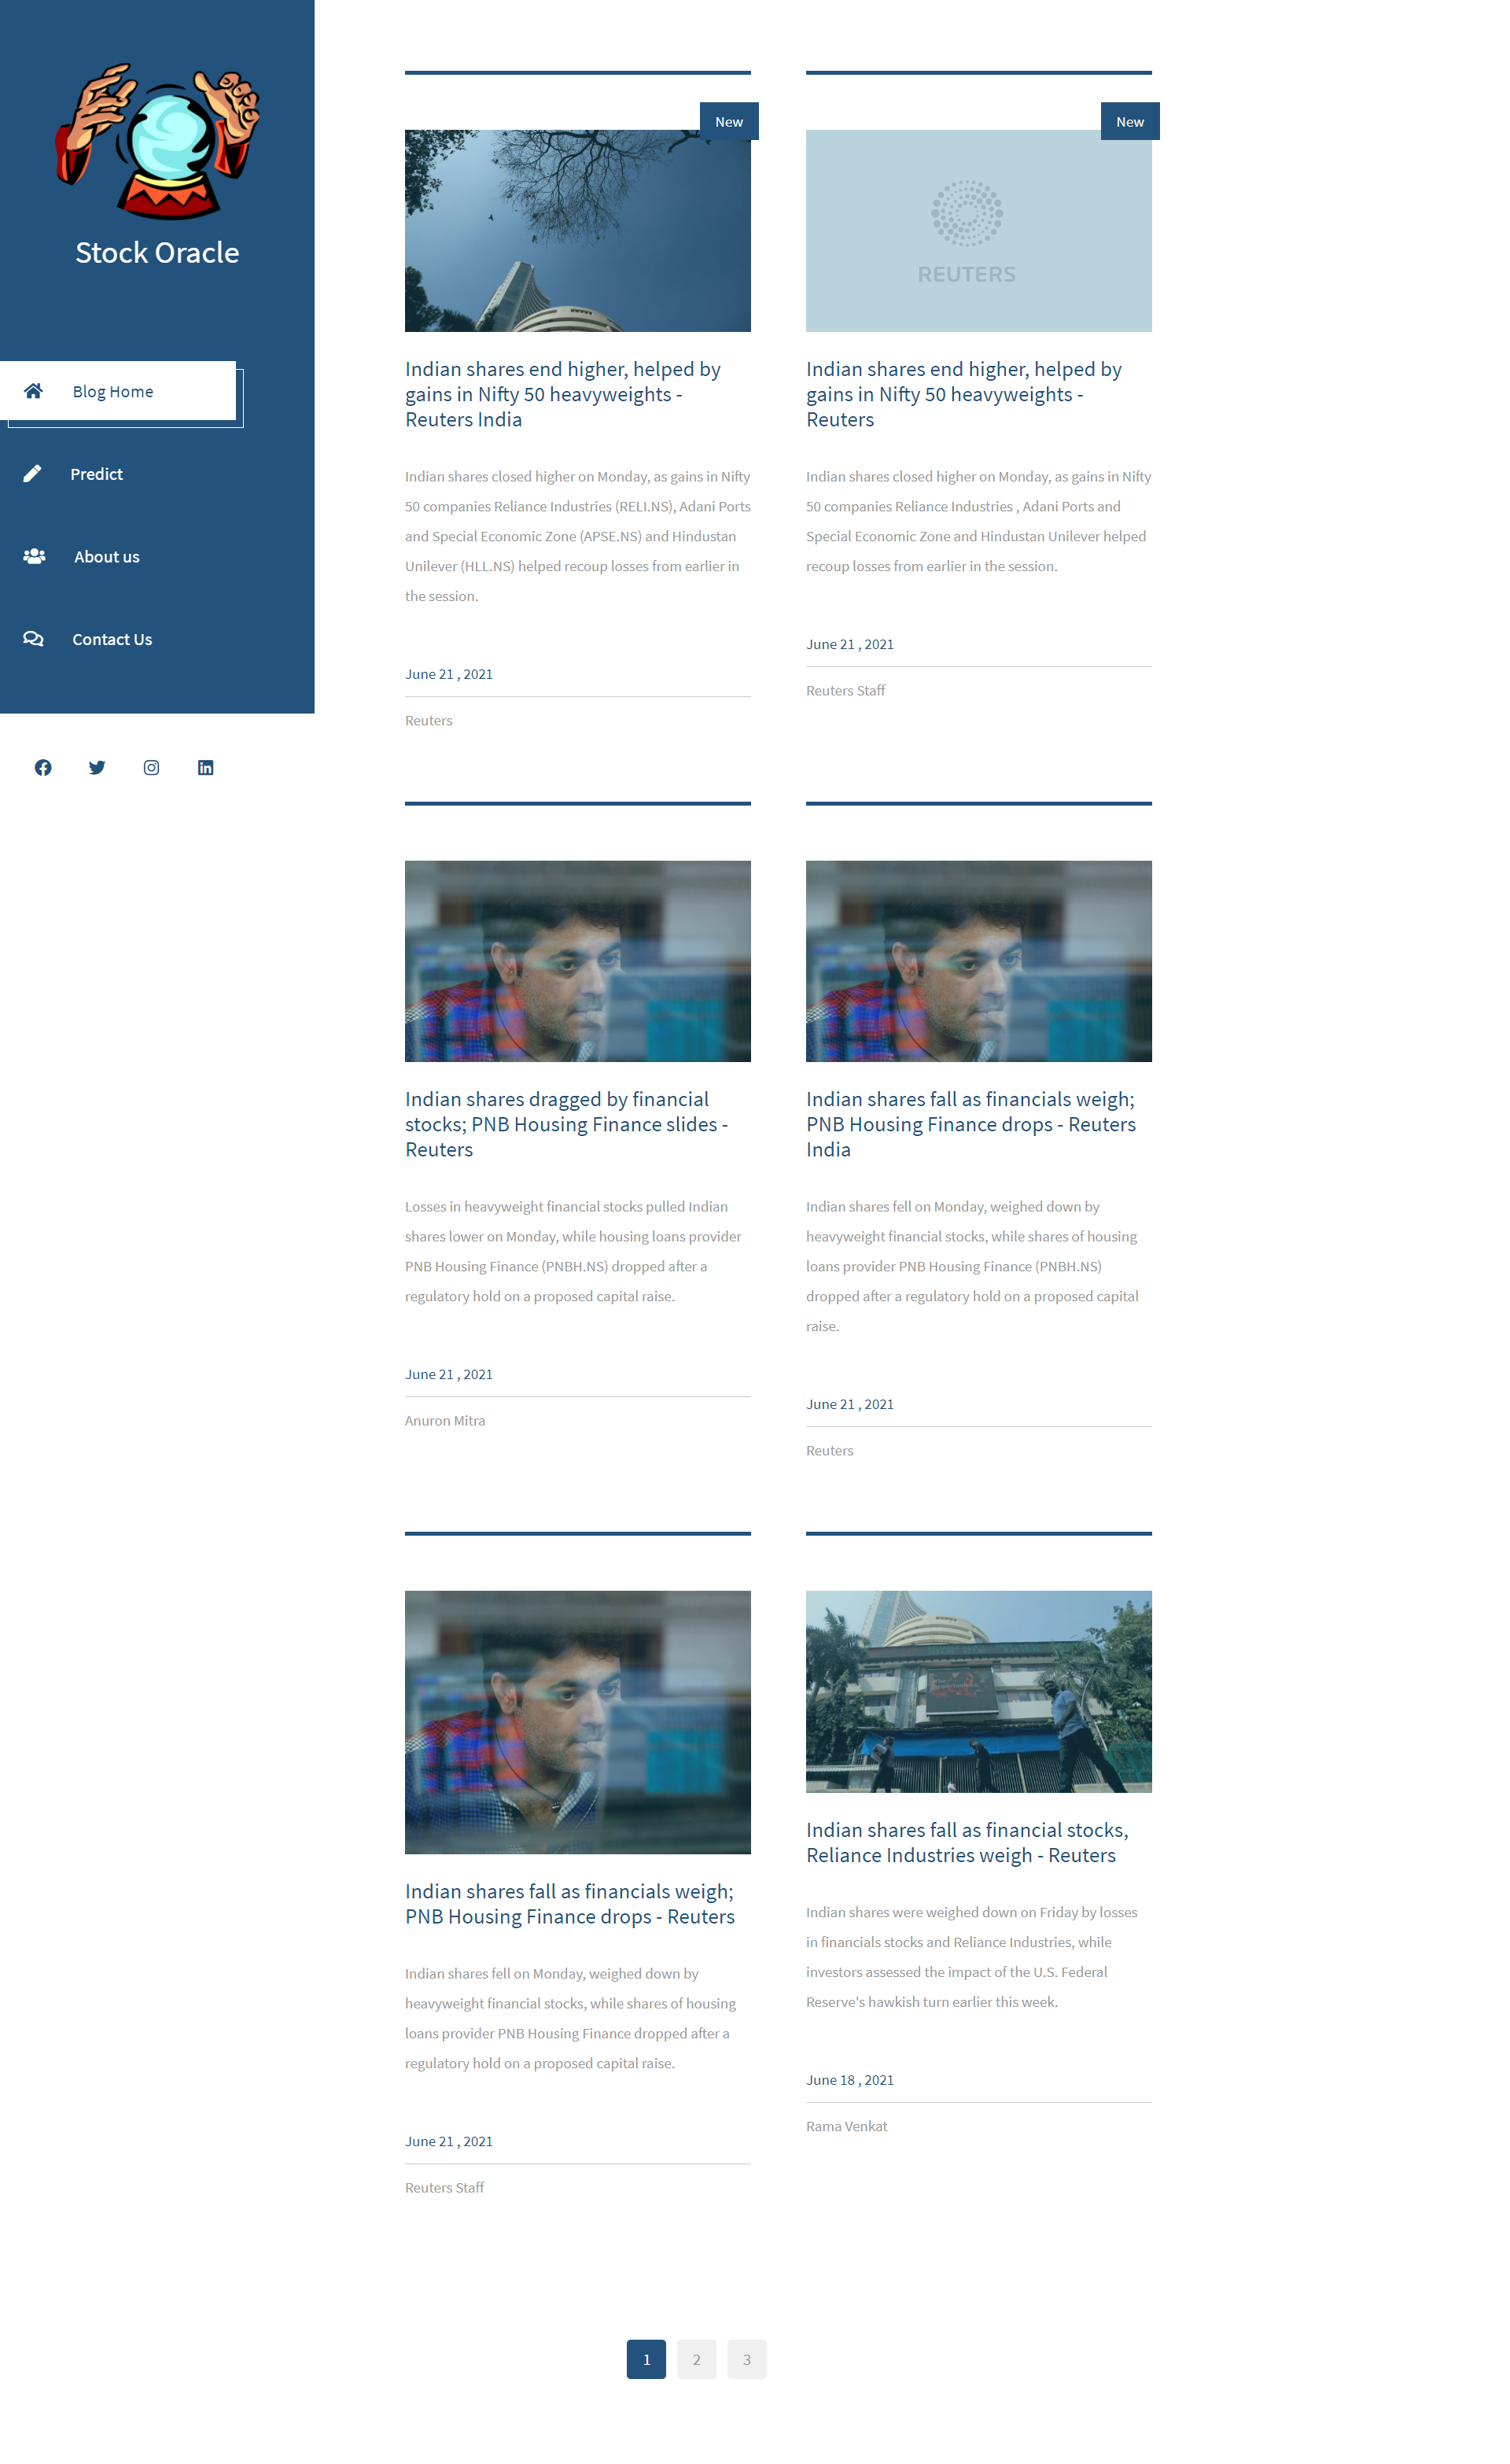 Stock Oracle
Blog Home
Predict
About us
Contact Us
New
Indian shares end higher, helped by
gains in Nifty 50 heavyweights -
Reuters India
Indian shares closed higher on Monday, as gains in Nifty
50 companies Reliance Industries (RELI.NS), Adani Ports
and Special Economic Zone (APSE.NS) and Hindustan
Unilever (HLL.NS) helped recoup losses from earlier in
the session.
June 21 , 2021
Reuters
New
REUTERS
Indian shares end higher, helped by
gains in Nifty 50 heavyweights -
Reuters
Indian shares closed higher on Monday, as gains in Nifty
50 companies Reliance Industries , Adani Ports and
Special Economic Zone and Hindustan Unilever helped
recoup losses from earlier in the session.
June 21 , 2021
Reuters Staff
Indian shares dragged by financial
stocks; PNB Housing Finance slides -
Reuters
Losses in heavyweight financial stocks pulled Indian
shares lower on Monday, while housing loans provider
PNB Housing Finance (PNBH.NS) dropped after a
regulatory hold on a proposed capital raise.
June 21 , 2021
Anuron Mitra
Indian shares fall as financials weigh;
PNB Housing Finance drops - Reuters
India
Indian shares fell on Monday, weighed down by
heavyweight financial stocks, while shares of housing
loans provider PNB Housing Finance (PNBH.NS)
dropped after a regulatory hold on a proposed capital
raise.
June 21 , 2021
Reuters
Indian shares fall as financials weigh;
PNB Housing Finance drops - Reuters
Indian shares fell on Monday, weighed down by
heavyweight financial stocks, while shares of housing
loans provider PNB Housing Finance dropped after a
regulatory hold on a proposed capital raise.
June 21 , 2021
Reuters Staff
Indian shares fall as financial stocks,
Reliance Industries weigh - Reuters
Indian shares were weighed down on Friday by losses
in financials stocks and Reliance Industries, while
investors assessed the impact of the U.S. Federal
Reserve's hawkish turn earlier this week.
June 18 , 2021
Rama Venkat
1 2 3